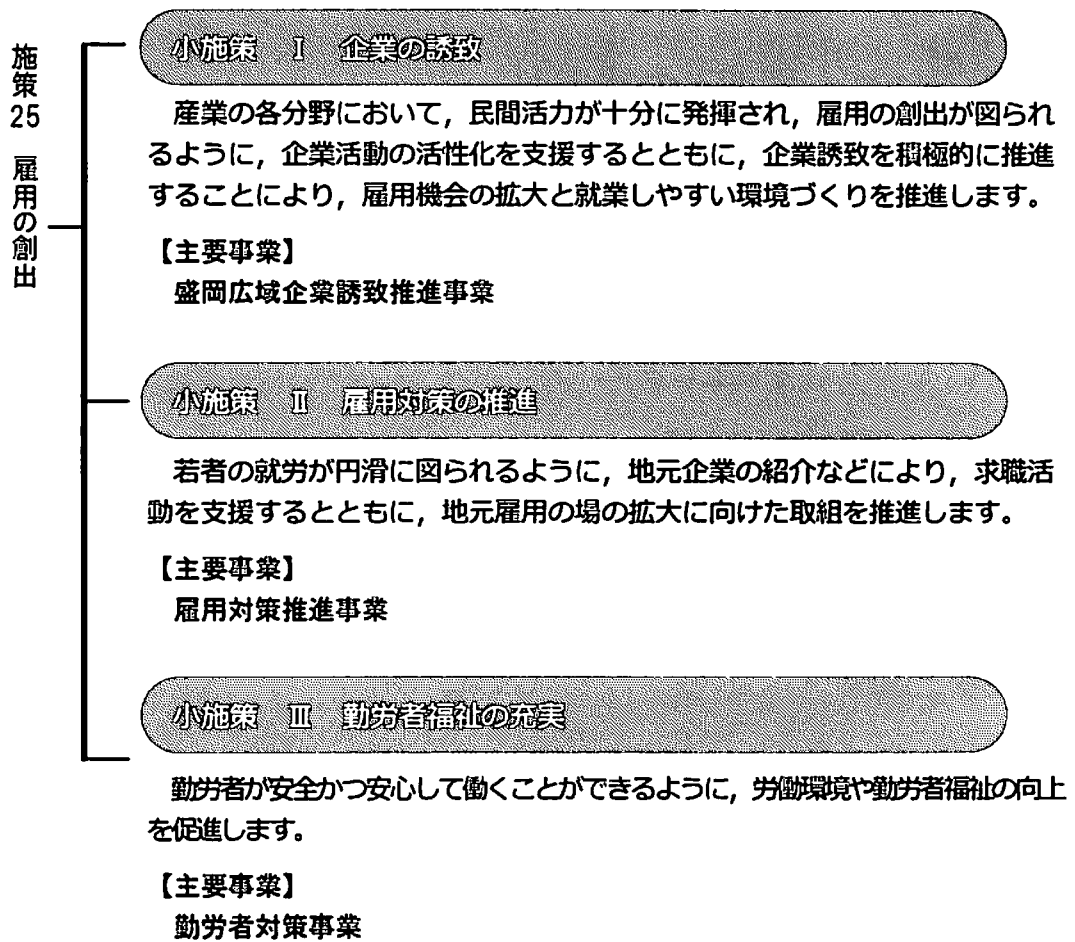 施策25 雇用の創出
小施策 Ⅰ 企業の誘致
産業の各分野において，民間活力が十分に発揮され，雇用の創出が図られ
るように，企業活動の活性化を支援するとともに，企業誘致を積極的に推進
することにより，雇用機会の拡大と就業しやすい環境づくりを推進します。
【主要事業】
盛岡広域企業誘致推進事業
小施策 Ⅱ 雇用対策の推進
若者の就労が円滑に図られるように，地元企業の紹介などにより，求職活
動を支援するとともに，地元雇用の場の拡大に向けた取組を推進します。
【主要事業】
雇用対策推進事業
小施策 Ⅲ 勤労者福祉の充実
勤労者が安全かつ安心して働くことができるように，労働環境や勤労者福祉の向上
を促進します。
【主要事業】
勤労者対策事業